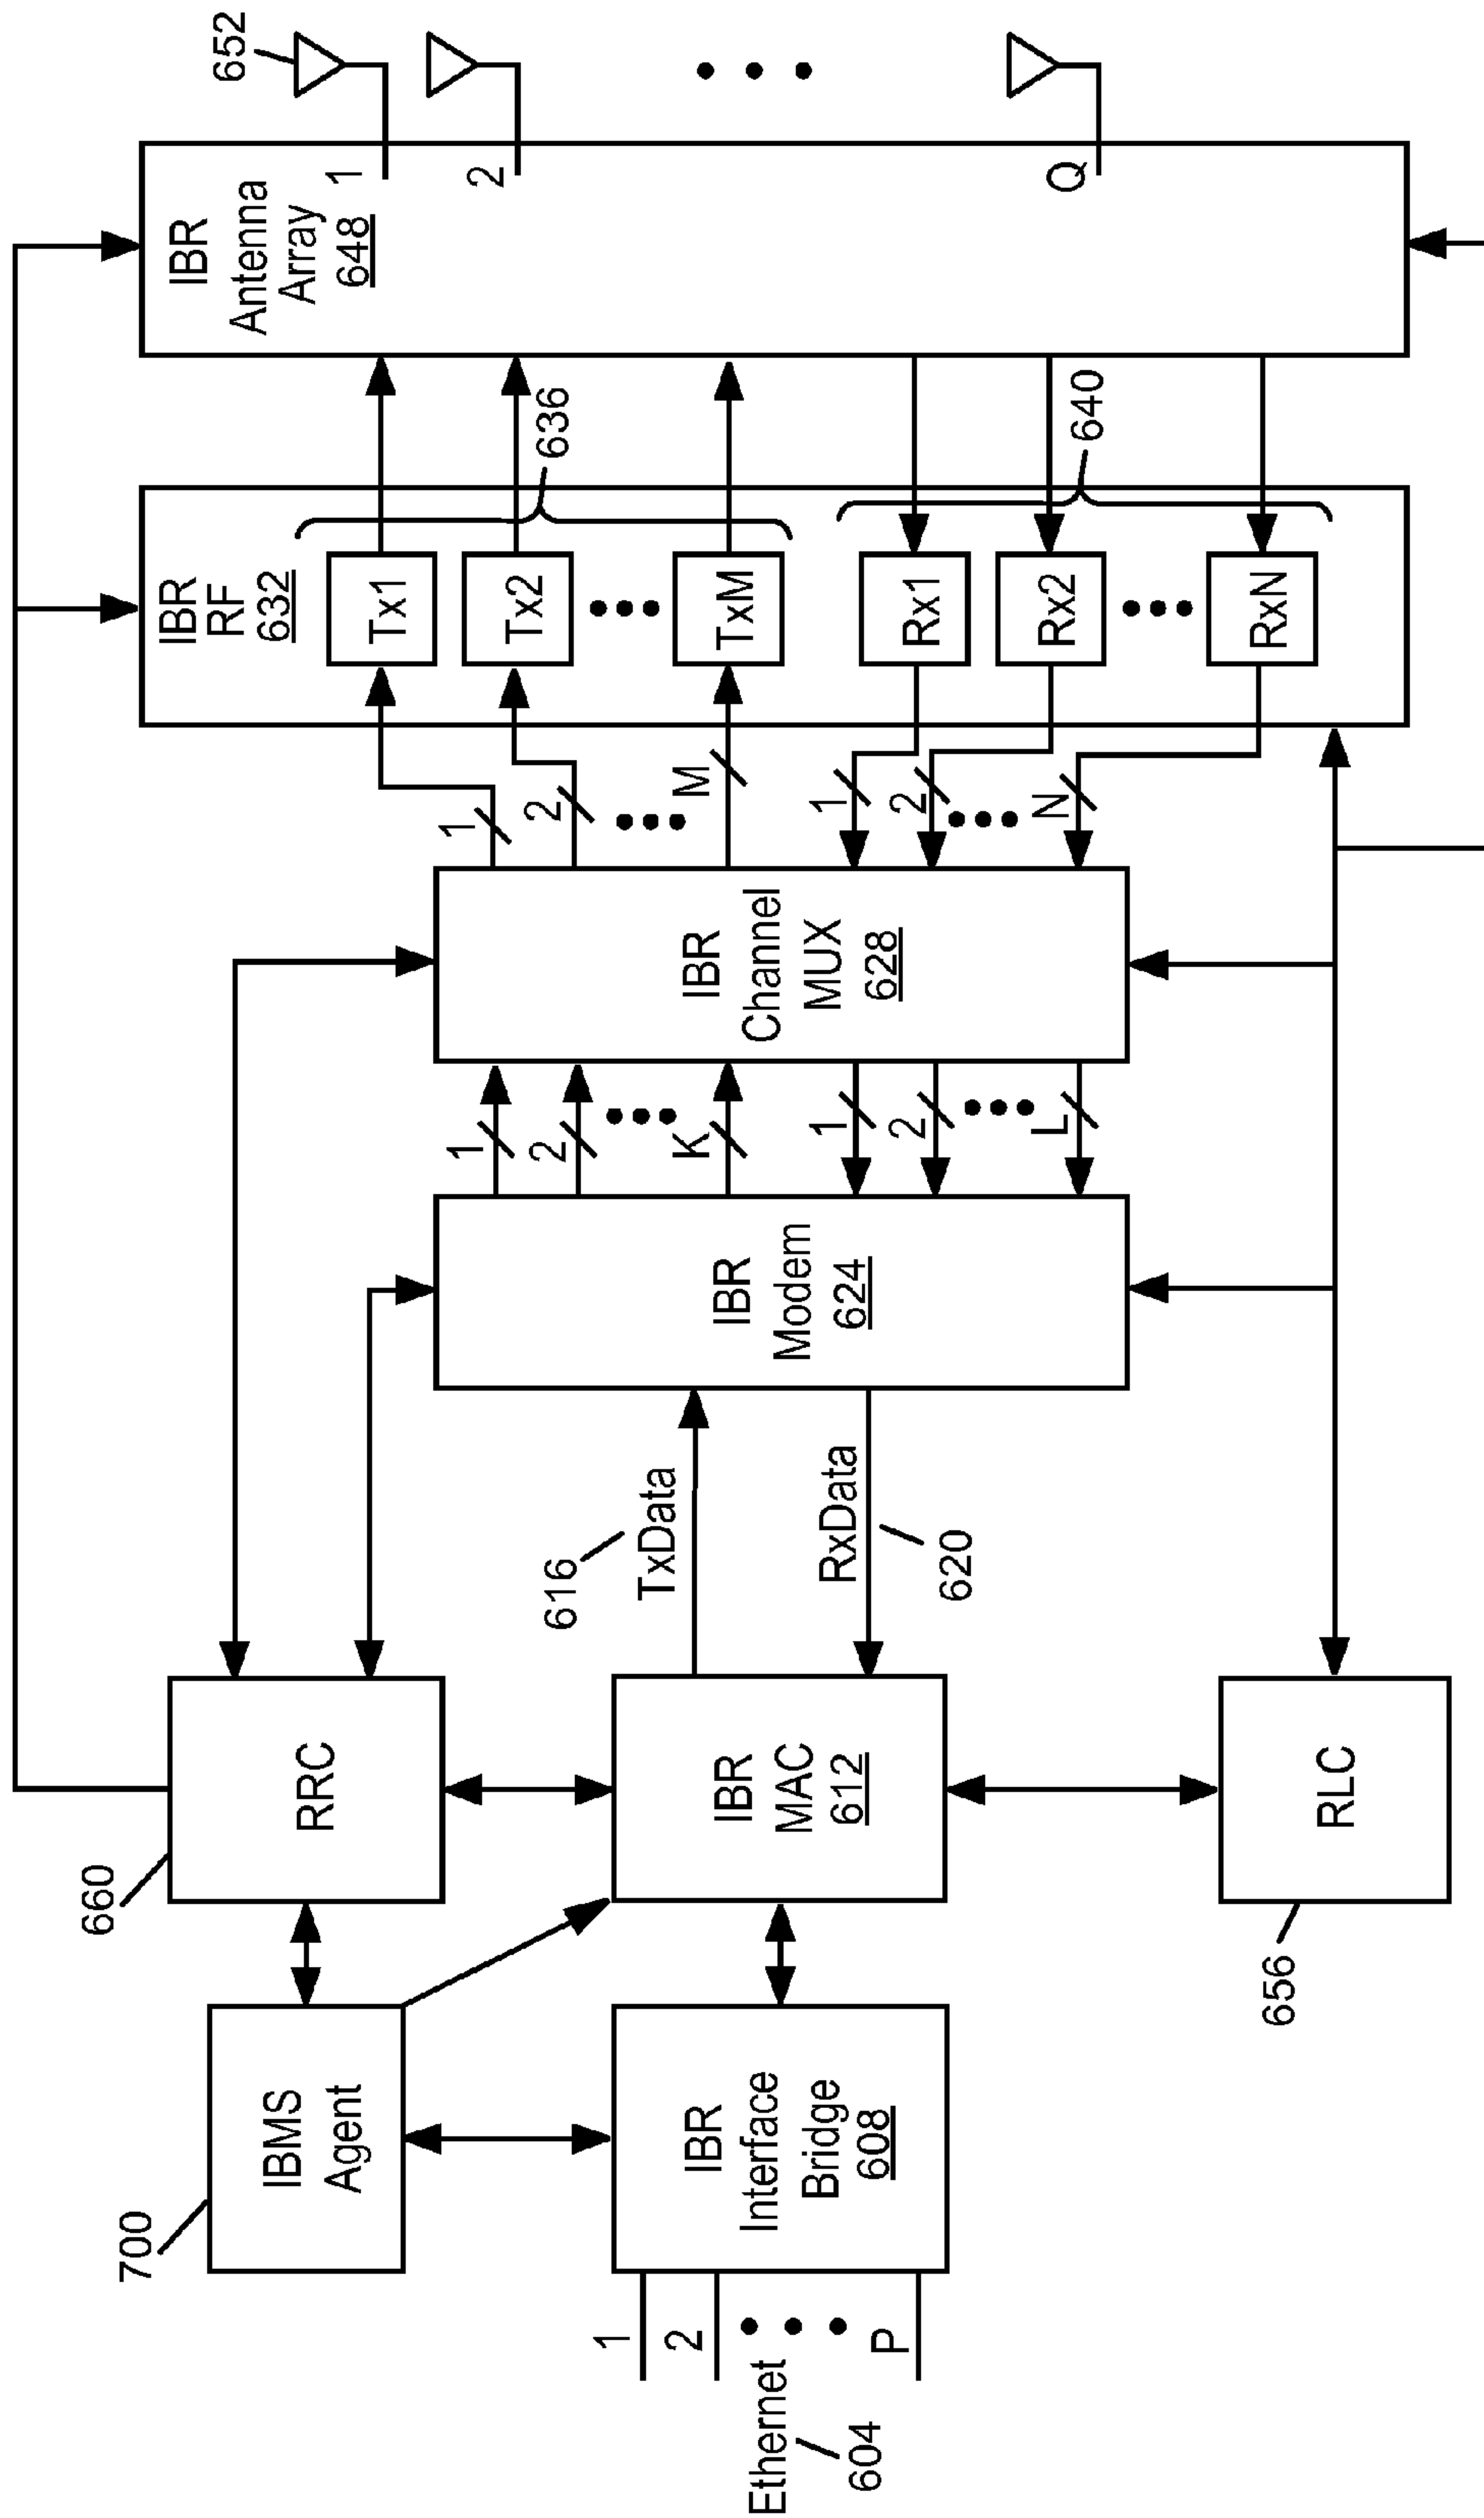 652
IBR
Antenna
Array
648
1
2
Q
IBR
RF
632
636
640
Tx1
Tx2
TxM
Rx1
Rx2
RxN
1
2
M
1
2
N
IBR
Channel
MUX
628
1
2
K
1
2
L
IBR
Modem
624
616
TxData
RxData
620
660
RRC
IBR
MAC
612
RLC
656
700
IBMS
Agent
IBR
Interface
Bridge
608
1
2
P
Ethernet
604